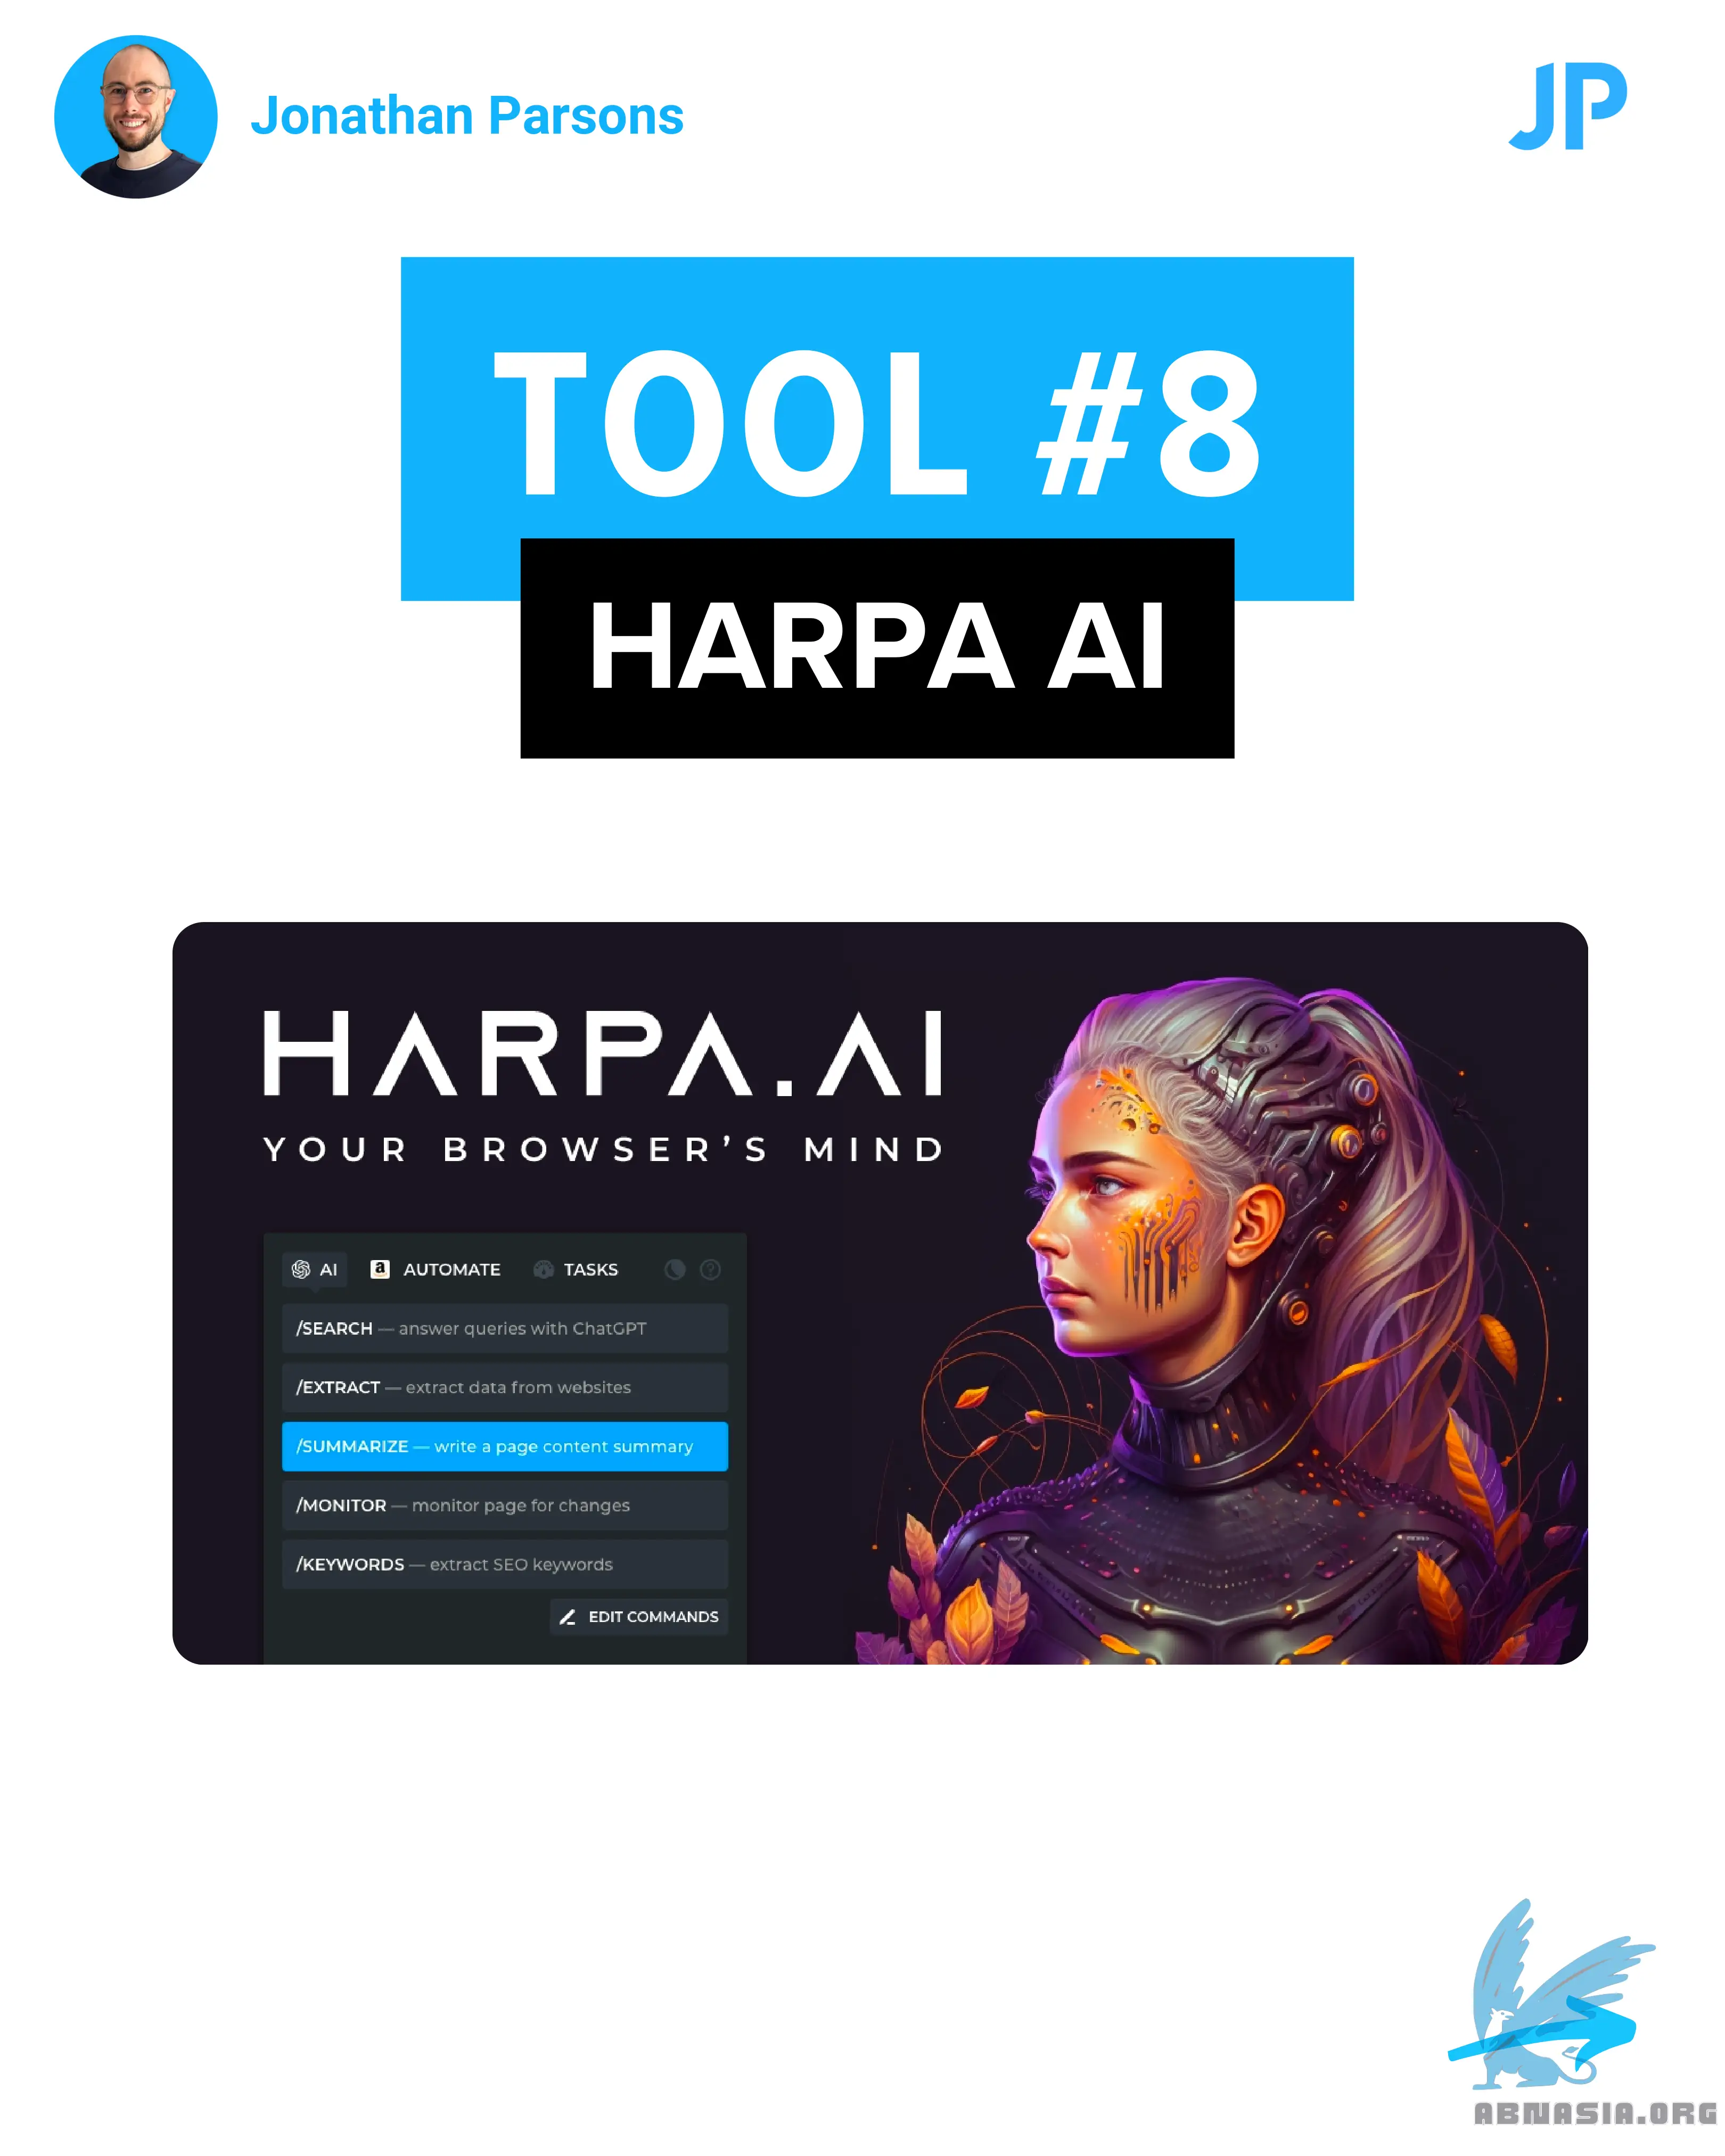 Jonathan Parsons
JP
TOOL #8
HARPA AI
HARPA.AI
YOUR BROWSER'S MIND
AI AUTOMATE TASKS
/SEARCH — answer queries with ChatGPT
/EXTRACT — extract data from websites
/SUMMARIZE — write a page content summary
/MONITOR — monitor page for changes
/KEYWORDS — extract SEO keywords
EDIT COMMANDS
ABNASIA.ORG